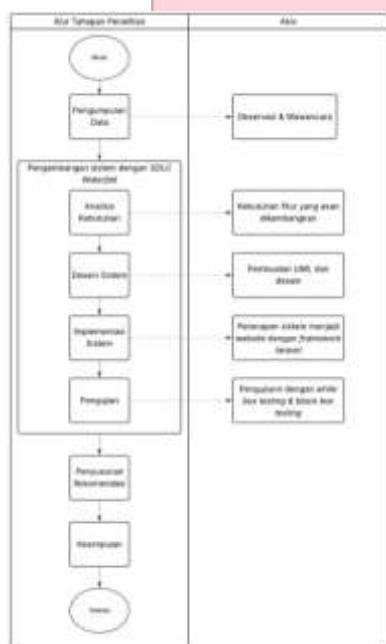 Alur Tahapan Penelitian
Aksi
Mulai
Pengumpulan
Data
Observasi & Wawancara
Pengembangan sistem dengan SDLC
Waterfall
Analisis
Kebutuhan
Kebutuhan fitur yang akan
dikembangkan
Desain Sistem
Pembuatan UML dan
desain
Implementasi
Sistem
Penerapan sistem menjadi
website dengan framework
laravel
Pengujian
Pengujian dengan white
box testing & black box
testing
Penyusunan
Rekomendasi
Kesimpulan
Selesai